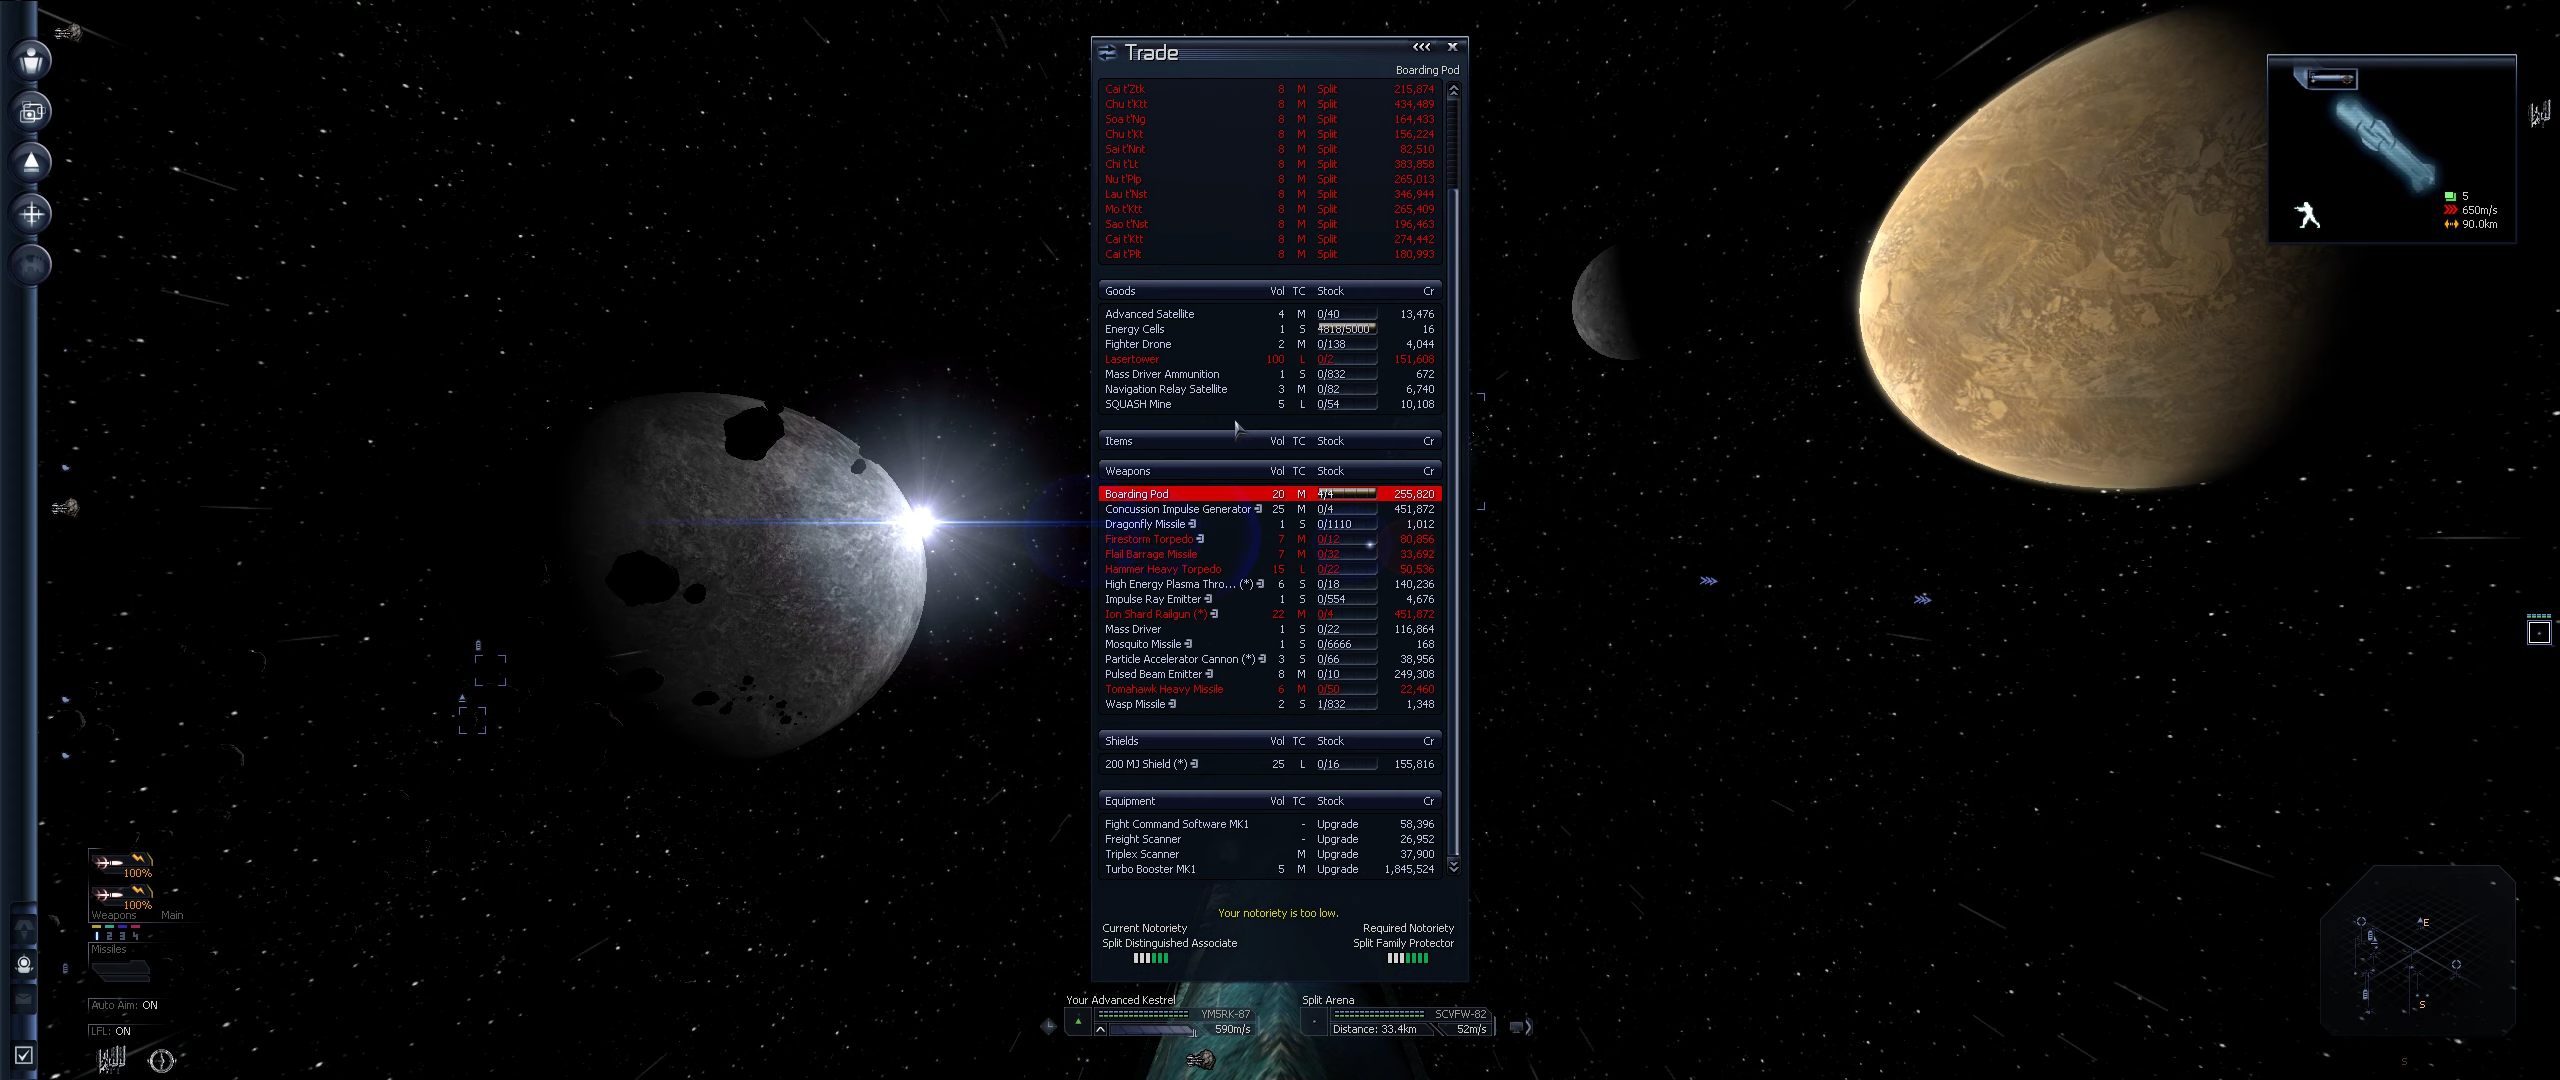 Trade
Boarding Pod
Cai t'Ztk 8 M Split 215,874
Chu t'Ktt 8 M Split 434,489
Soa t'Ng 8 M Split 164,433
Chu t'Kt 8 M Split 156,224
Sai t'Nnt 8 M Split 82,510
Chi t'Lt 8 M Split 383,858
Nu t'Plp 8 M Split 265,013
Lau t'Nst 8 M Split 346,944
Mo t'Ktt 8 M Split 265,409
Sao t'Nst 8 M Split 196,463
Cai t'Ktt 8 M Split 274,442
Cai t'Plt 8 M Split 180,993
Goods Vol TC Stock Cr
Advanced Satellite 4 M 0/40 13,476
Energy Cells 1 S 4818/5000 16
Fighter Drone 2 M 0/138 4,044
Lasertower 100 L 0/2 151,608
Mass Driver Ammunition 1 S 0/832 672
Navigation Relay Satellite 3 M 0/82 6,740
SQUASH Mine 5 L 0/54 10,108
Items Vol TC Stock Cr
Weapons Vol TC Stock Cr
Boarding Pod 20 M 4/4 255,820
Concussion Impulse Generator 25 M 0/4 451,872
Dragonfly Missile 1 S 0/1110 1,012
Firestorm Torpedo 7 M 0/12 80,856
Flail Barrage Missile 7 M 0/32 33,692
Hammer Heavy Torpedo 15 L 0/22 50,536
High Energy Plasma Thro... (*) 6 S 0/18 140,236
Impulse Ray Emitter 1 S 0/554 4,676
Ion Shard Railgun (*) 22 M 0/4 451,872
Mass Driver 1 S 0/22 116,864
Mosquito Missile 1 S 0/6666 168
Particle Accelerator Cannon (*) 3 S 0/66 38,956
Pulsed Beam Emitter 8 M 0/10 249,308
Tomahawk Heavy Missile 6 M 0/50 22,460
Wasp Missile 2 S 1/832 1,348
Shields Vol TC Stock Cr
200 MJ Shield (*) 25 L 0/16 155,816
Equipment Vol TC Stock Cr
Fight Command Software MK1 - Upgrade 58,396
Freight Scanner - Upgrade 26,952
Triplex Scanner M Upgrade 37,900
Turbo Booster MK1 5 M Upgrade 1,845,524
Your notoriety is too low.
Current Notoriety Required Notoriety
Split Distinguished Associate Split Family Protector
5
650m/s
90.0km
100%
100%
Weapons Main
1 2 3 4
Missiles
Auto Aim: ON
LFL: ON
Your Advanced Kestrel
YM5RK-87
590m/s
Split Arena
SCVFW-82
Distance: 33.4km 52m/s
E
S
S